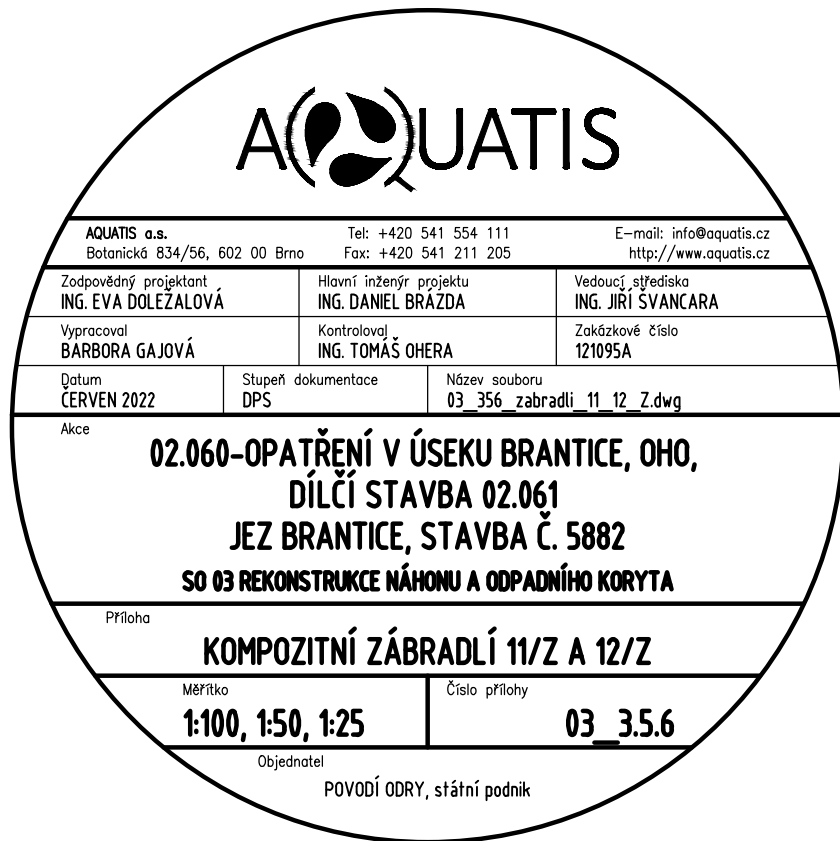 AQUATIS
AQUATIS a.s. Tel: +420 541 554 111 E-mail: info@aquatis.cz
Botanická 834/56, 602 00 Brno Fax: +420 541 211 205 http://www.aquatis.cz
Zodpovědný projektant Hlavní inženýr projektu Vedoucí střediska
ING. EVA DOLEŽALOVÁ ING. DANIEL BRÁZDA ING. JIŘÍ ŠVANCARA
Vypracoval Kontroloval Zakázkové číslo
BARBORA GAJOVÁ ING. TOMÁŠ OHERA 121095A
Datum Stupeň dokumentace Název souboru
ČERVEN 2022 DPS 03_356_zabradli_11_12_Z.dwg
Akce
02.060-OPATŘENÍ V ÚSEKU BRANTICE, OHO,
DÍLČÍ STAVBA 02.061
JEZ BRANTICE, STAVBA Č. 5882
SO 03 REKONSTRUKCE NÁHONU A ODPADNÍHO KORYTA
Příloha
KOMPOZITNÍ ZÁBRADLÍ 11/Z A 12/Z
Měřítko Číslo přílohy
1:100, 1:50, 1:25 03_3.5.6
Objednatel
POVODÍ ODRY, státní podnik